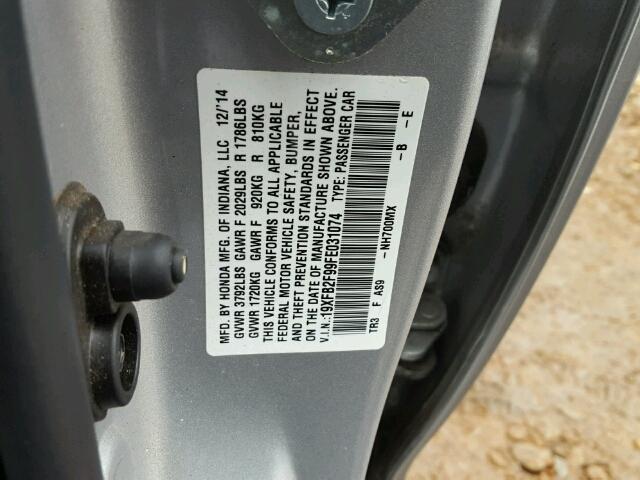 MFD. BY HONDA MFG. OF INDIANA, LLC 12/'14
GVWR 3792LBS GAWR F 2029LBS R 1786LBS
GVWR 1720KG GAWR F 920KG R 810KG
THIS VEHICLE CONFORMS TO ALL APPLICABLE
FEDERAL MOTOR VEHICLE SAFETY, BUMPER,
AND THEFT PREVENTION STANDARDS IN EFFECT
ON THE DATE OF MANUFACTURE SHOWN ABOVE.
V.I.N.:19XFB2F99FE031074 TYPE: PASSENGER CAR
-NH700MX -B -E
TR3 F AS9